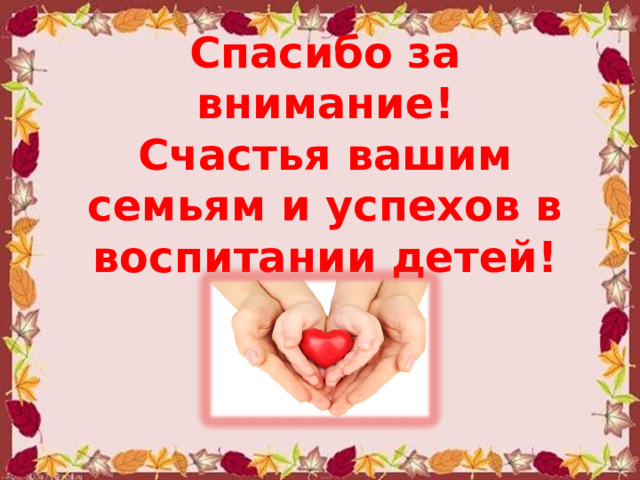 Спасибо за
внимание!
Счастья вашим
семьям и успехов в
воспитании детей!